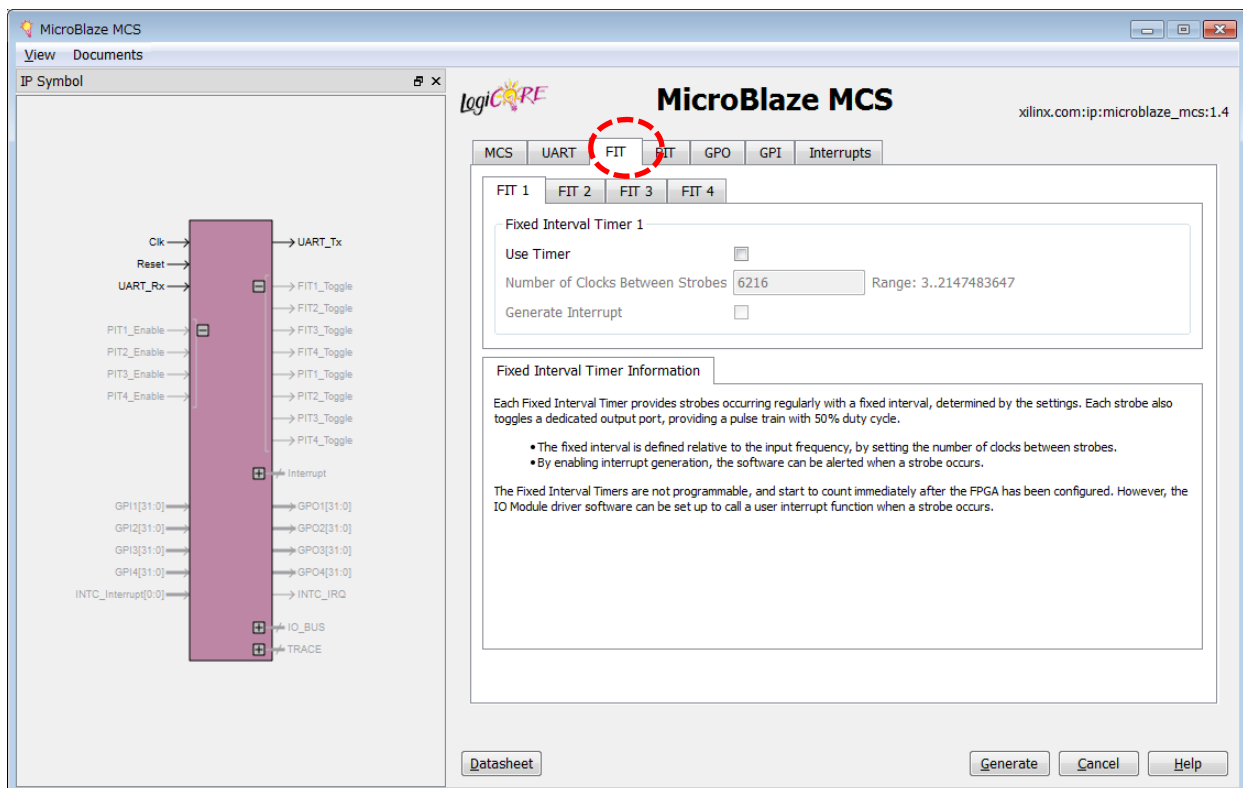 MicroBlaze MCS
View Documents
IP Symbol
Clk
Reset
UART_Rx
PIT1_Enable
PIT2_Enable
PIT3_Enable
PIT4_Enable
GPI1[31:0]
GPI2[31:0]
GPI3[31:0]
GPI4[31:0]
INTC_Interrupt[0:0]
UART_Tx
FIT1_Toggle
FIT2_Toggle
FIT3_Toggle
FIT4_Toggle
PIT1_Toggle
PIT2_Toggle
PIT3_Toggle
PIT4_Toggle
Interrupt
GPO1[31:0]
GPO2[31:0]
GPO3[31:0]
GPO4[31:0]
INTC_IRQ
IO_BUS
TRACE
LogiCORE
MicroBlaze MCS
xilinx.com:ip:microblaze_mcs:1.4
MCS UART FIT PIT GPO GPI Interrupts
FIT 1 FIT 2 FIT 3 FIT 4
Fixed Interval Timer 1
Use Timer
Number of Clocks Between Strobes 6216 Range: 3..2147483647
Generate Interrupt
Fixed Interval Timer Information
Each Fixed Interval Timer provides strobes occurring regularly with a fixed interval, determined by the settings. Each strobe also
toggles a dedicated output port, providing a pulse train with 50% duty cycle.
• The fixed interval is defined relative to the input frequency, by setting the number of clocks between strobes.
• By enabling interrupt generation, the software can be alerted when a strobe occurs.
The Fixed Interval Timers are not programmable, and start to count immediately after the FPGA has been configured. However, the
IO Module driver software can be set up to call a user interrupt function when a strobe occurs.
Datasheet Generate Cancel Help